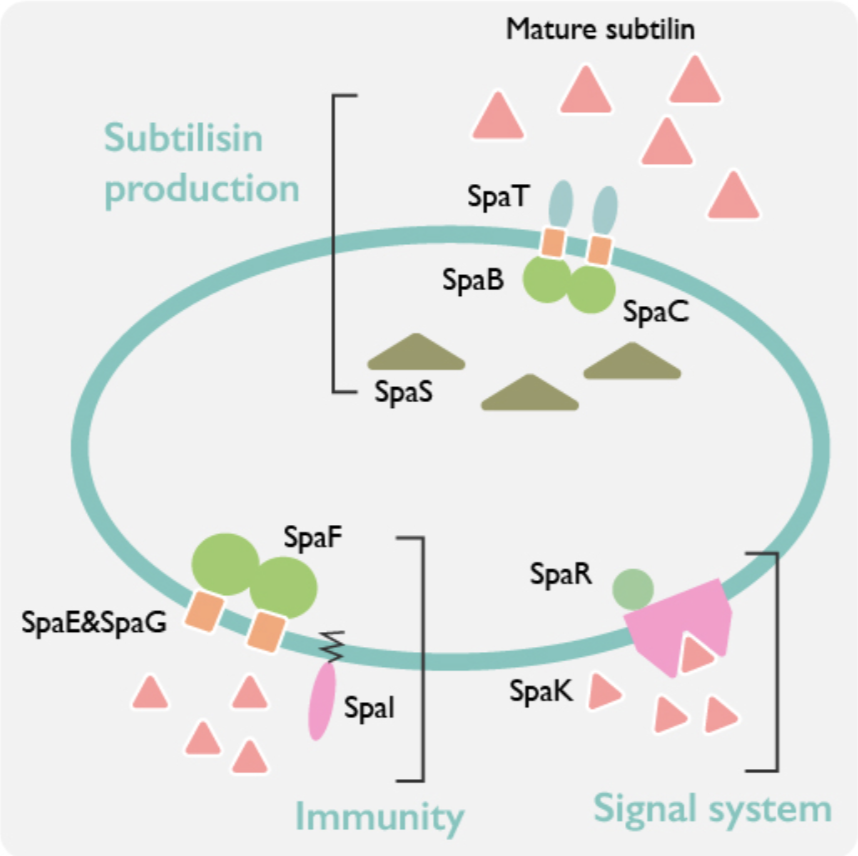 Mature subtilin
Subtilisin
production
SpaT
SpaB
SpaC
SpaS
SpaF
SpaR
SpaE&SpaG
SpaK
SpaI
Immunity
Signal system